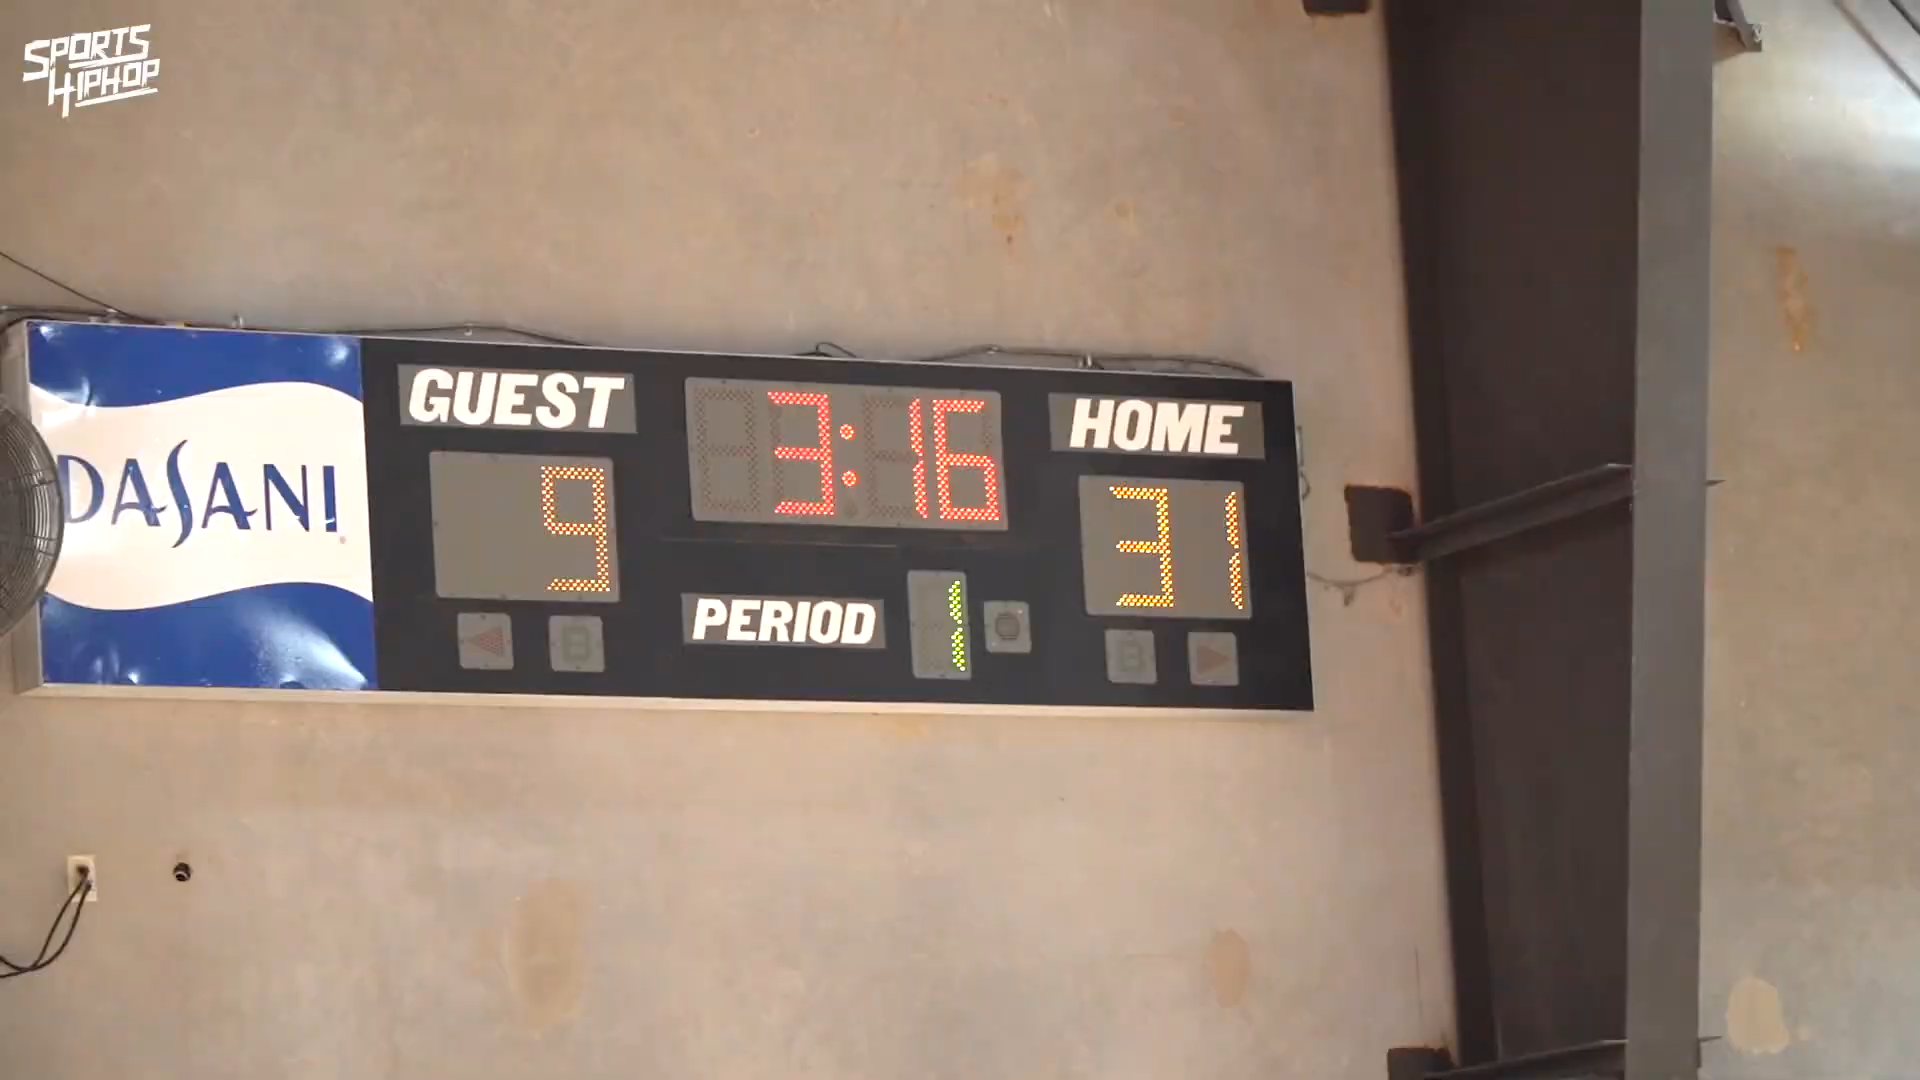 SPORTS
HIPHOP
DASANI
GUEST
3:16
HOME
9
31
PERIOD
1